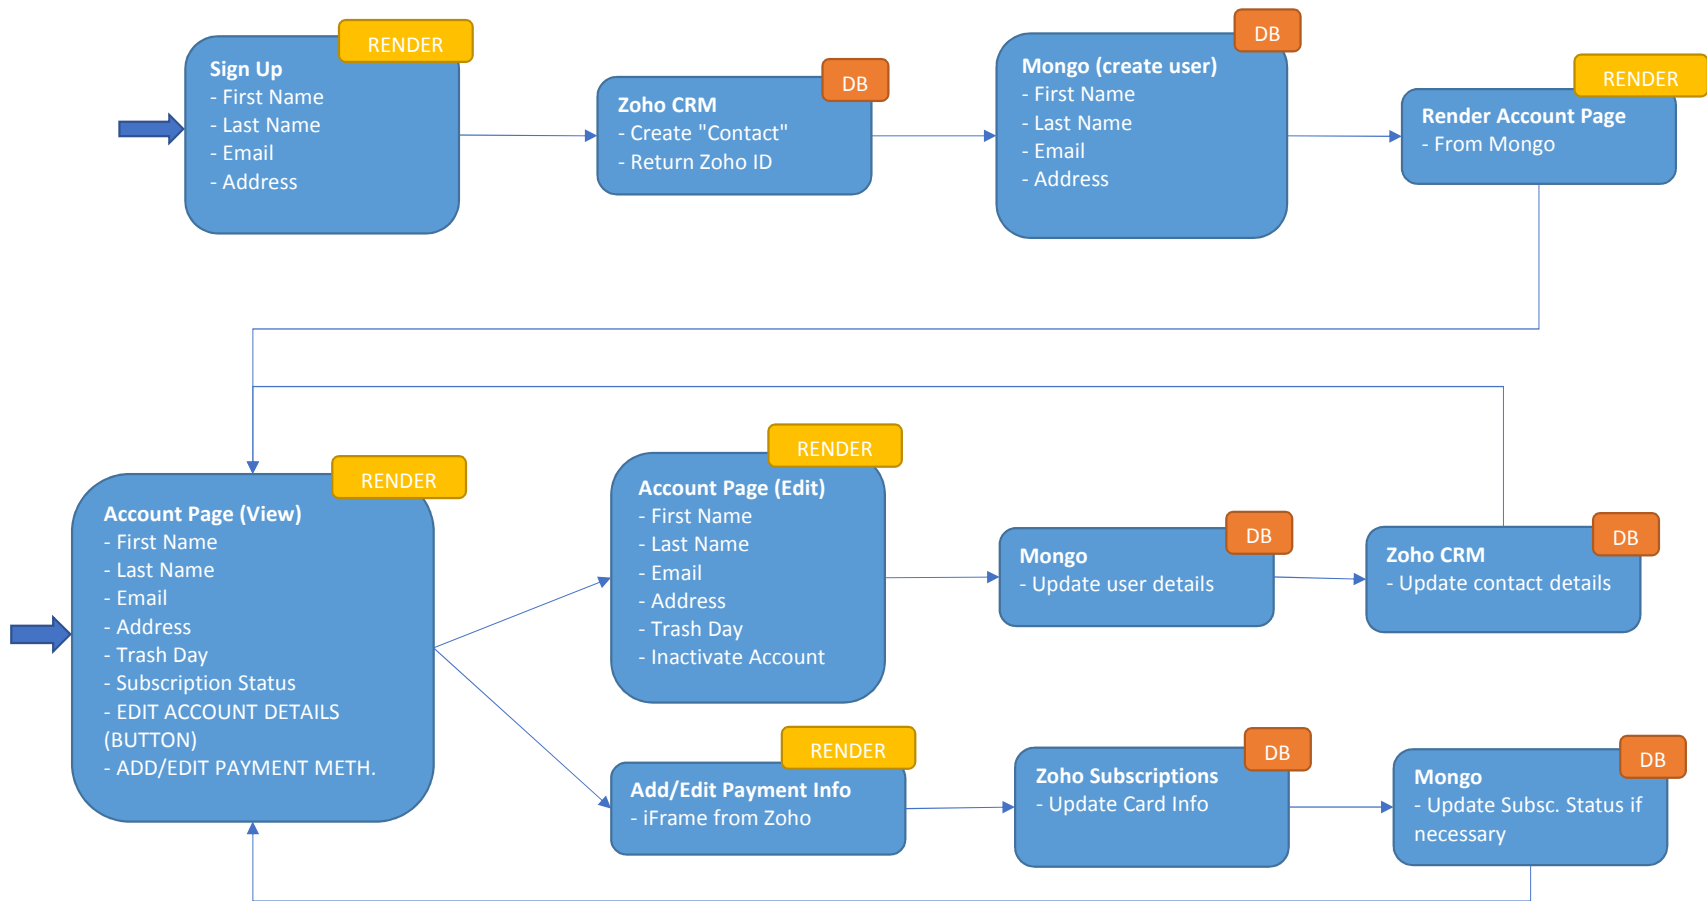 RENDER
Sign Up
- First Name
- Last Name
- Email
- Address
DB
Zoho CRM
- Create "Contact"
- Return Zoho ID
DB
Mongo (create user)
- First Name
- Last Name
- Email
- Address
RENDER
Render Account Page
- From Mongo
RENDER
Account Page (View)
- First Name
- Last Name
- Email
- Address
- Trash Day
- Subscription Status
- EDIT ACCOUNT DETAILS
(BUTTON)
- ADD/EDIT PAYMENT METH.
RENDER
Account Page (Edit)
- First Name
- Last Name
- Email
- Address
- Trash Day
- Inactivate Account
DB
Mongo
- Update user details
DB
Zoho CRM
- Update contact details
RENDER
Add/Edit Payment Info
- iFrame from Zoho
DB
Zoho Subscriptions
- Update Card Info
DB
Mongo
- Update Subsc. Status if
necessary